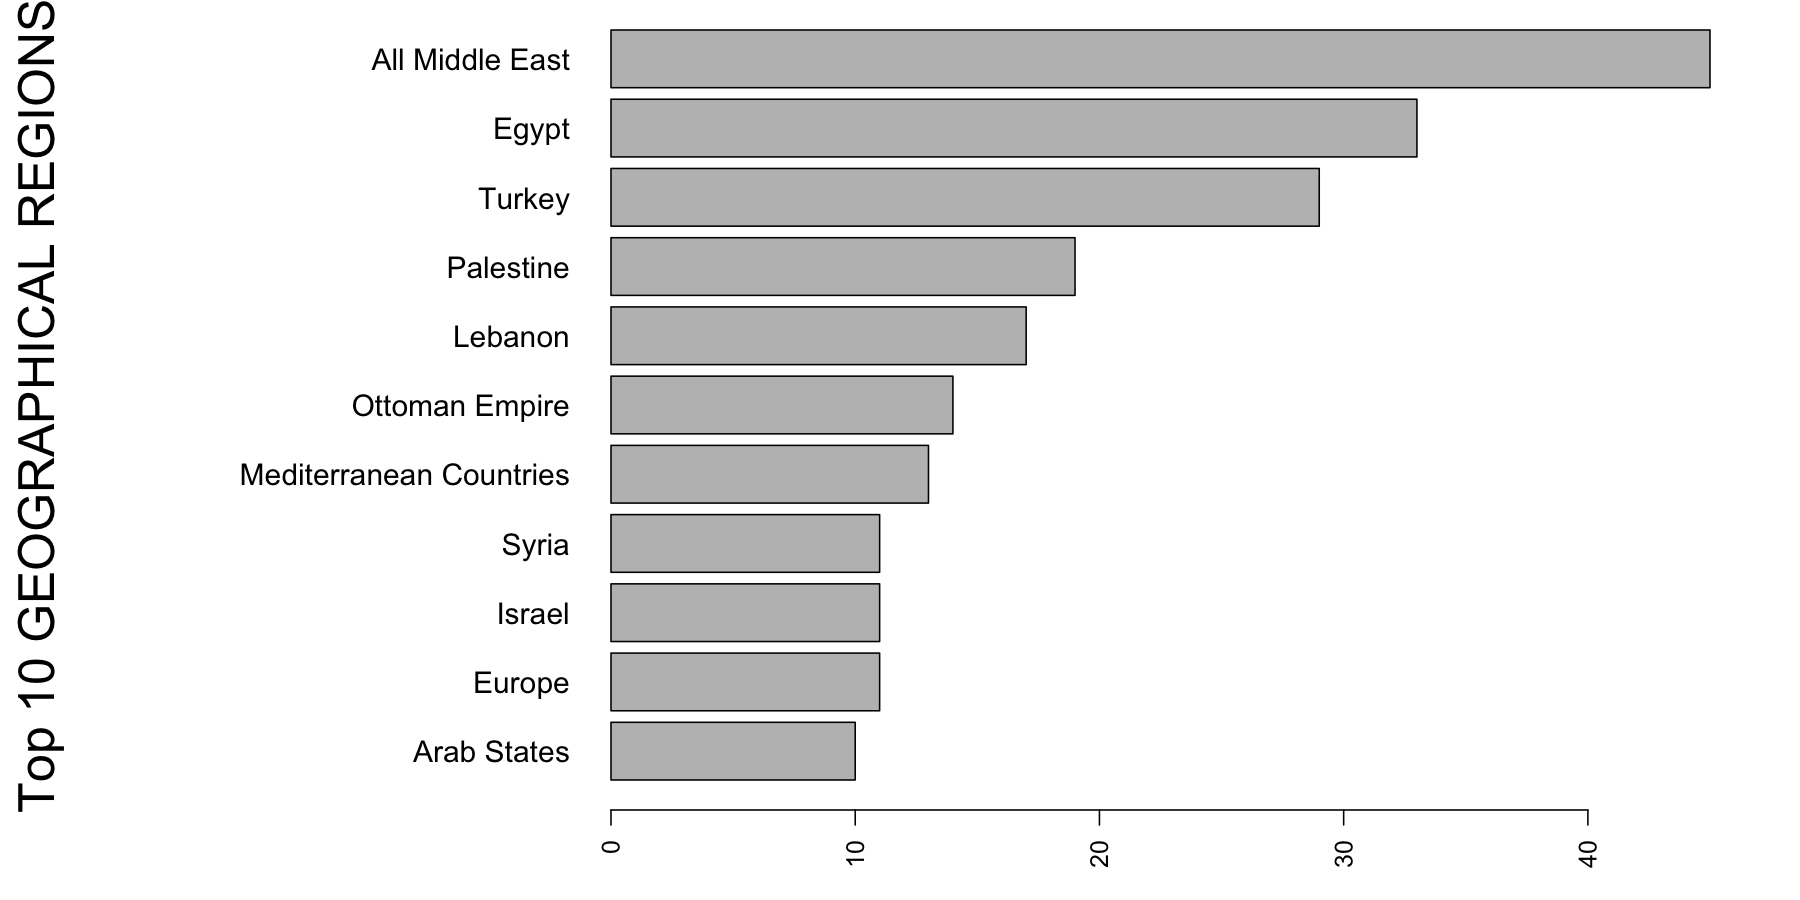 Top 10 GEOGRAPHICAL REGIONS
All Middle East
Egypt
Turkey
Palestine
Lebanon
Ottoman Empire
Mediterranean Countries
Syria
Israel
Europe
Arab States
0 10 20 30 40